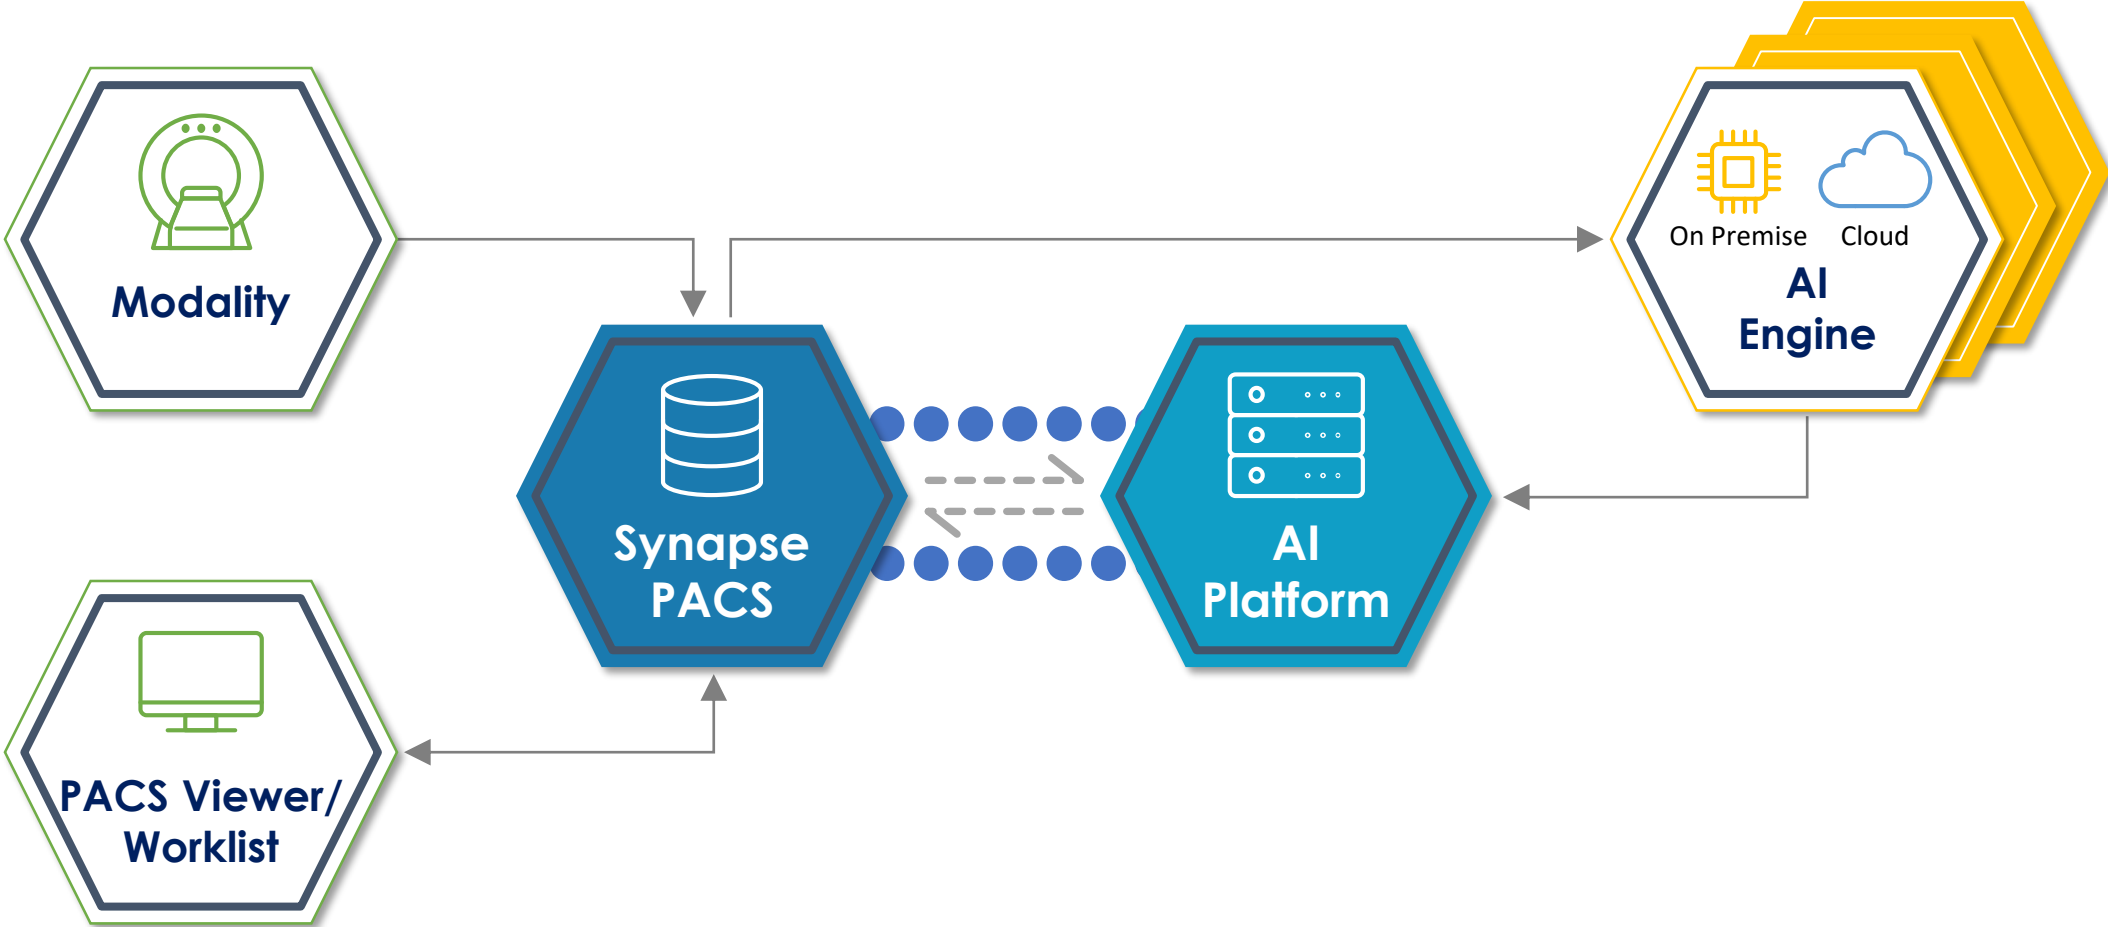 Modality
On Premise
Cloud
AI
Engine
Synapse
PACS
AI
Platform
PACS Viewer/
Worklist